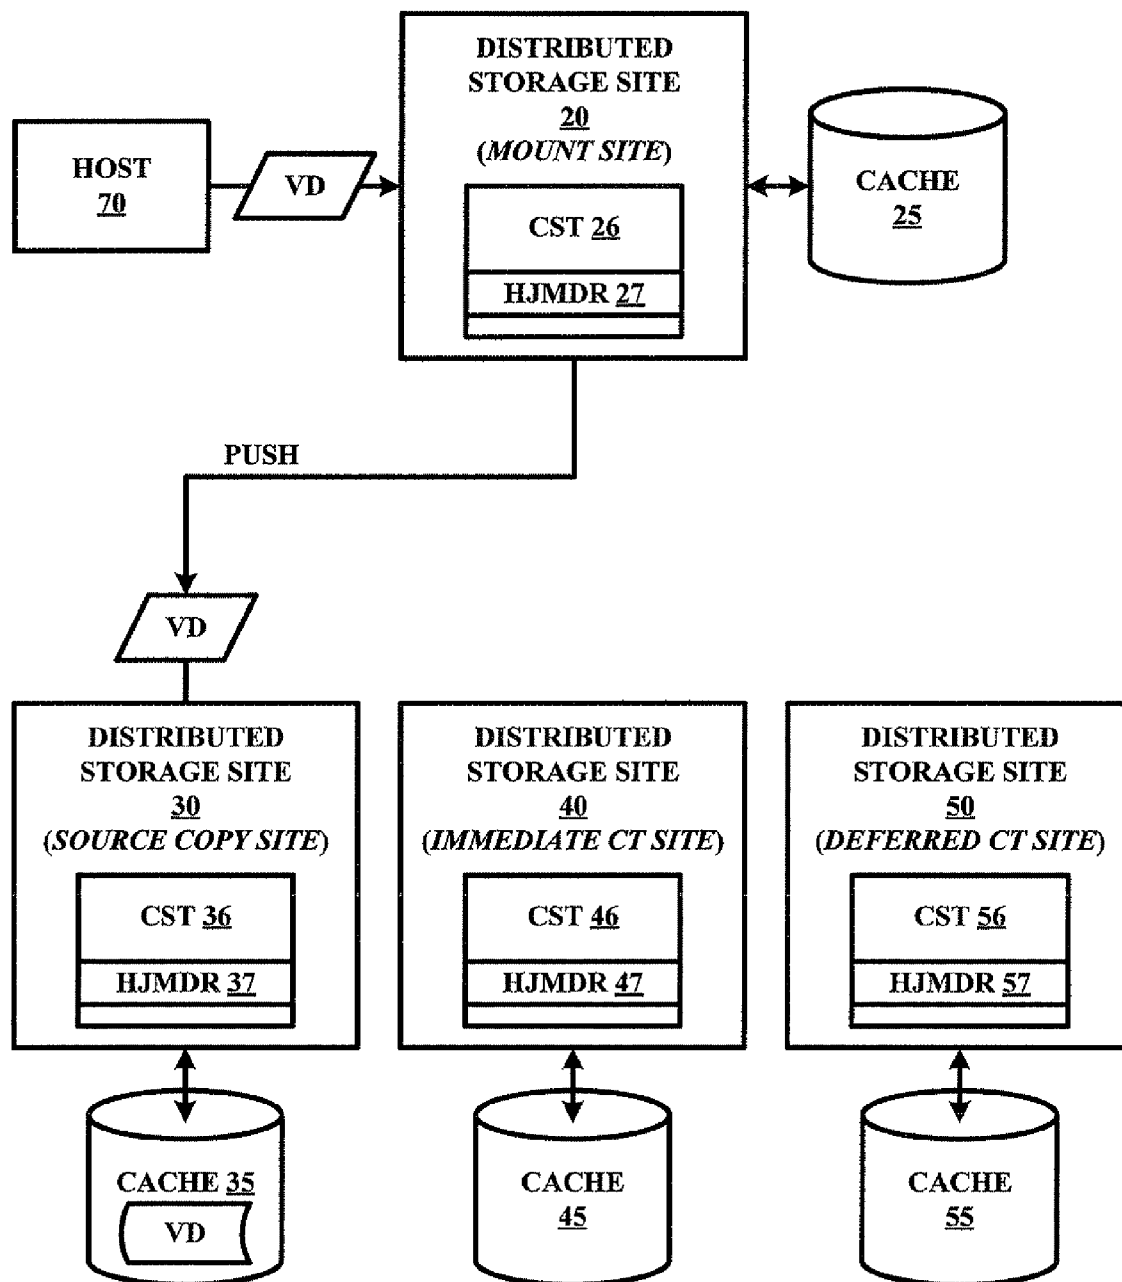 DISTRIBUTED
STORAGE SITE
20
(MOUNT SITE)
HOST
70
VD
CACHE
25
CST 26
HJMDR 27
PUSH
VD
DISTRIBUTED
STORAGE SITE
30
(SOURCE COPY SITE)
CST 36
HJMDR 37
DISTRIBUTED
STORAGE SITE
40
(IMMEDIATE CT SITE)
CST 46
HJMDR 47
DISTRIBUTED
STORAGE SITE
50
(DEFERRED CT SITE)
CST 56
HJMDR 57
CACHE 35
VD
CACHE
45
CACHE
55